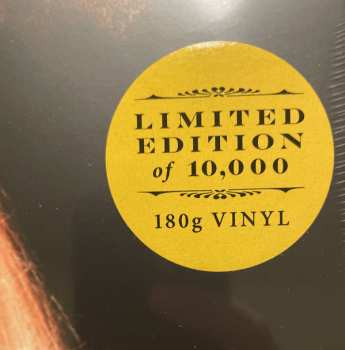 LIMITED
EDITION
of 10,000
180g VINYL